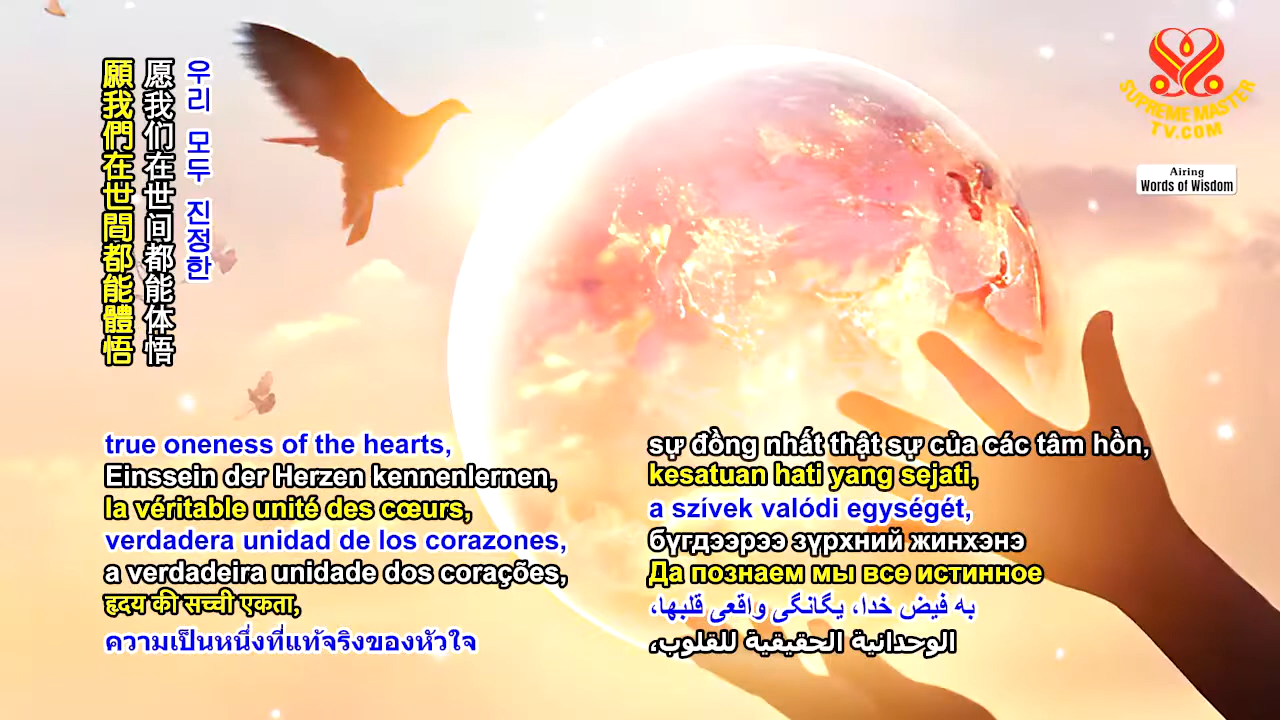 願我們在世間都能體悟
愿我们在世间都能体悟
우리 모두 진정한
SUPREME MASTER
TV.COM
Airing
Words of Wisdom
true oneness of the hearts,
Einssein der Herzen kennenlernen,
la véritable unité des cœurs,
verdadera unidad de los corazones,
a verdadeira unidade dos corações,
हृदय की सच्ची एकता,
ความเป็นหนึ่งที่แท้จริงของหัวใจ
sự đồng nhất thật sự của các tâm hồn,
kesatuan hati yang sejati,
a szívek valódi egységét,
бүгдээрээ зүрхний жинхэнэ
Да познаем мы все истинное
به فیض خدا، یگانگی واقعی قلبها،
الوحدانية الحقيقية للقلوب،